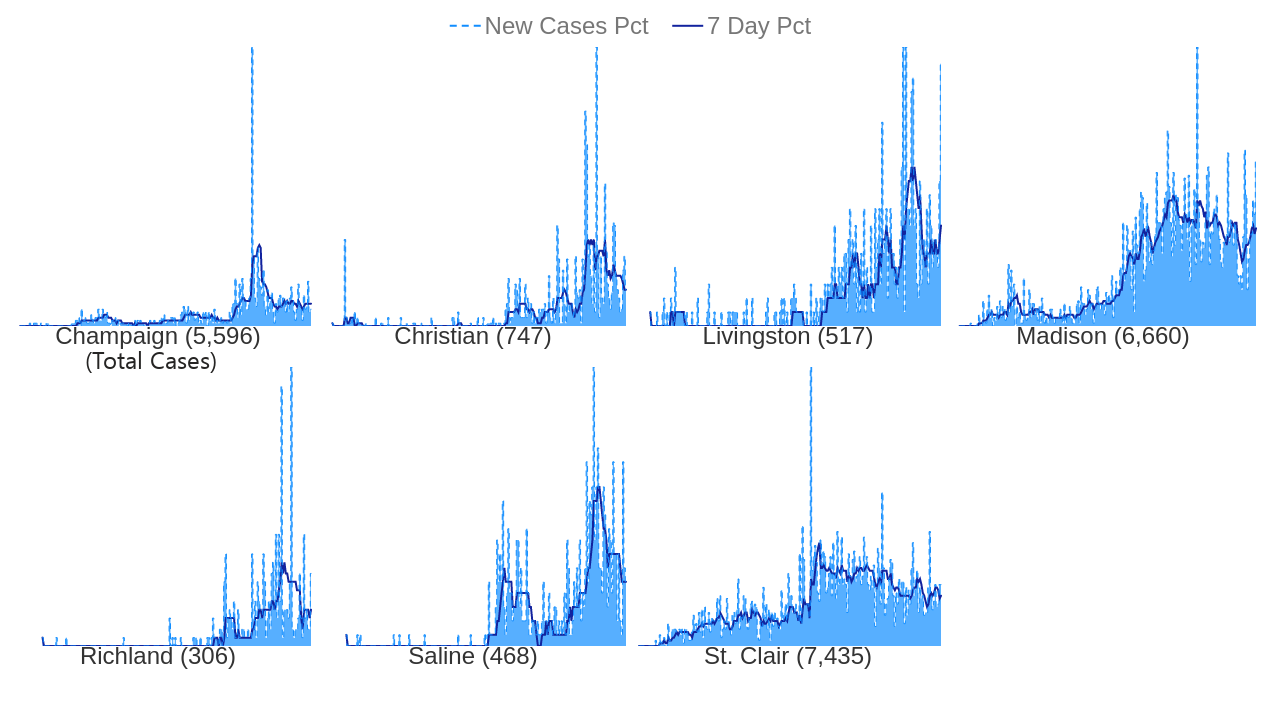 New Cases Pct 7 Day Pct
Champaign (5,596) Christian (747) Livingston (517) Madison (6,660)
(Total Cases)
Richland (306) Saline (468) St. Clair (7,435)